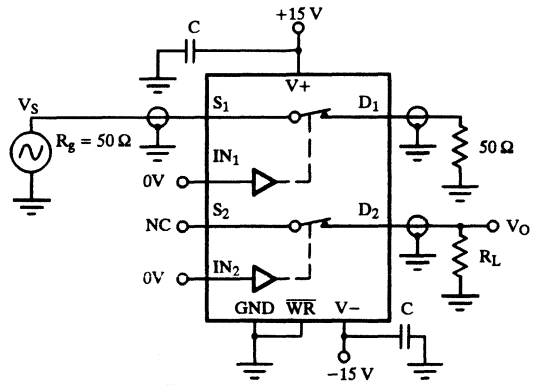 +15 V
C
V+
VS
S1
D1
Rg = 50 Ω
IN1
50 Ω
0V
S2
D2
NC
VO
IN2
RL
0V
GND
WR
V−
C
−15 V